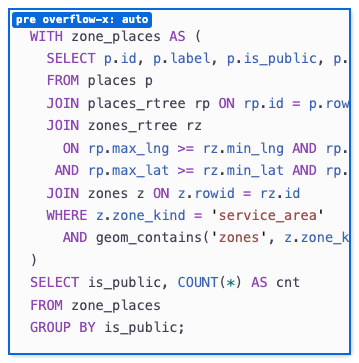 pre overflow-x: auto
WITH zone_places AS (
  SELECT p.id, p.label, p.is_public, p.
  FROM places p
  JOIN places_rtree rp ON rp.id = p.row
  JOIN zones_rtree rz
    ON rp.max_lng >= rz.min_lng AND rp.
   AND rp.max_lat >= rz.min_lat AND rp.
  JOIN zones z ON z.rowid = rz.id
  WHERE z.zone_kind = 'service_area'
    AND geom_contains('zones', z.zone_k
)
SELECT is_public, COUNT(*) AS cnt
FROM zone_places
GROUP BY is_public;